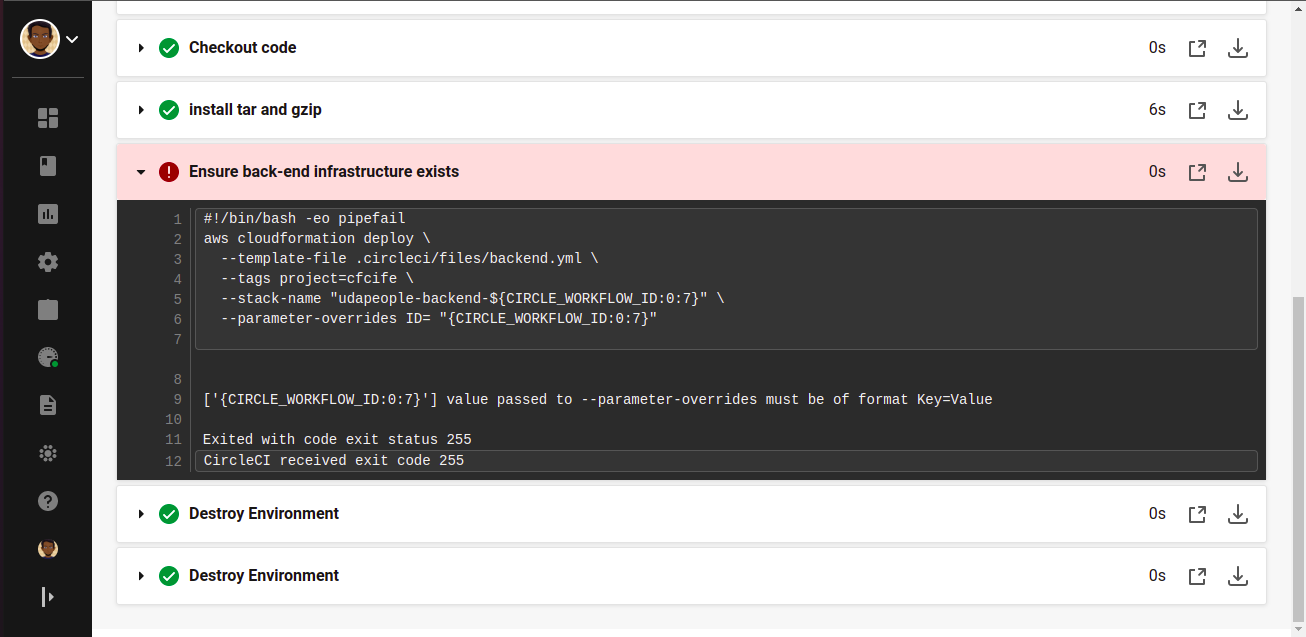 Checkout code 0s
install tar and gzip 6s
Ensure back-end infrastructure exists 0s
1 #!/bin/bash -eo pipefail
2 aws cloudformation deploy \
3 --template-file .circleci/files/backend.yml \
4 --tags project=cfcife \
5 --stack-name "udapeople-backend-${CIRCLE_WORKFLOW_ID:0:7}" \
6 --parameter-overrides ID= "{CIRCLE_WORKFLOW_ID:0:7}"
7
8
9 ['{CIRCLE_WORKFLOW_ID:0:7}'] value passed to --parameter-overrides must be of format Key=Value
10
11 Exited with code exit status 255
12 CircleCI received exit code 255
Destroy Environment 0s
Destroy Environment 0s